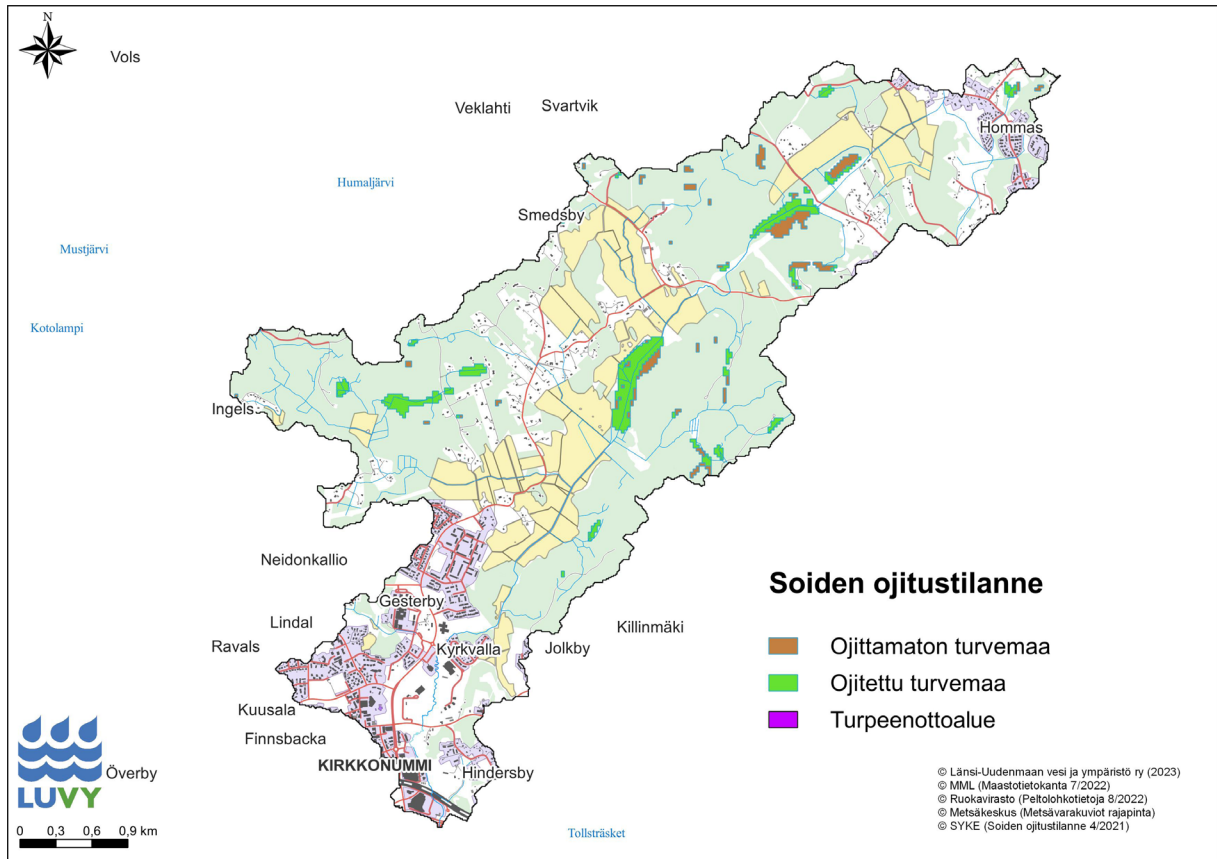 N
Vols
Veklahti
Svartvik
Hommas
Humaljärvi
Smedsby
Mustjärvi
Kotolampi
Ingels
Neidonkallio
Gesterby
Lindal
Killinmäki
Ravals
Kyrkvalla
Jolkby
Kuusala
Finnsbacka
KIRKKONUMMI
Hindersby
Överby
Tollsträsket
Soiden ojitustilanne
Ojittamaton turvemaa
Ojitettu turvemaa
Turpeenottoalue
LUVY
0 0,3 0,6 0,9 km
© Länsi-Uudenmaan vesi ja ympäristö ry (2023)
© MML (Maastotietokanta 7/2022)
© Ruokavirasto (Peltolohkotietoja 8/2022)
© Metsäkeskus (Metsävarakuviot rajapinta)
© SYKE (Soiden ojitustilanne 4/2021)